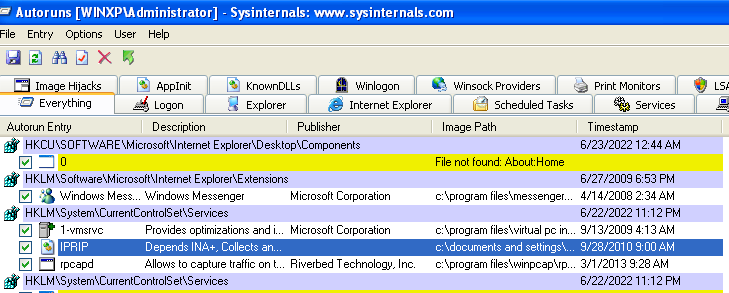 Autoruns [WINXP\Administrator] - Sysinternals: www.sysinternals.com
File Entry Options User Help
Image Hijacks AppInit KnownDLLs Winlogon Winsock Providers Print Monitors LSA
Everything Logon Explorer Internet Explorer Scheduled Tasks Services
Autorun Entry Description Publisher Image Path Timestamp
HKCU\SOFTWARE\Microsoft\Internet Explorer\Desktop\Components 6/23/2022 12:44 AM
0 File not found: About:Home
HKLM\Software\Microsoft\Internet Explorer\Extensions 6/27/2009 6:53 PM
Windows Mess... Windows Messenger Microsoft Corporation c:\program files\messenger... 4/14/2008 2:34 AM
HKLM\System\CurrentControlSet\Services 6/22/2022 11:12 PM
1-vmsrvc Provides optimizations and i... Microsoft Corporation c:\program files\virtual pc in... 9/13/2009 4:13 AM
IPRIP Depends INA+, Collects an... c:\documents and settings\... 9/28/2010 9:00 AM
rpcapd Allows to capture traffic on t... Riverbed Technology, Inc. c:\program files\winpcap\rp... 3/1/2013 9:28 AM
HKLM\System\CurrentControlSet\Services 6/22/2022 11:12 PM